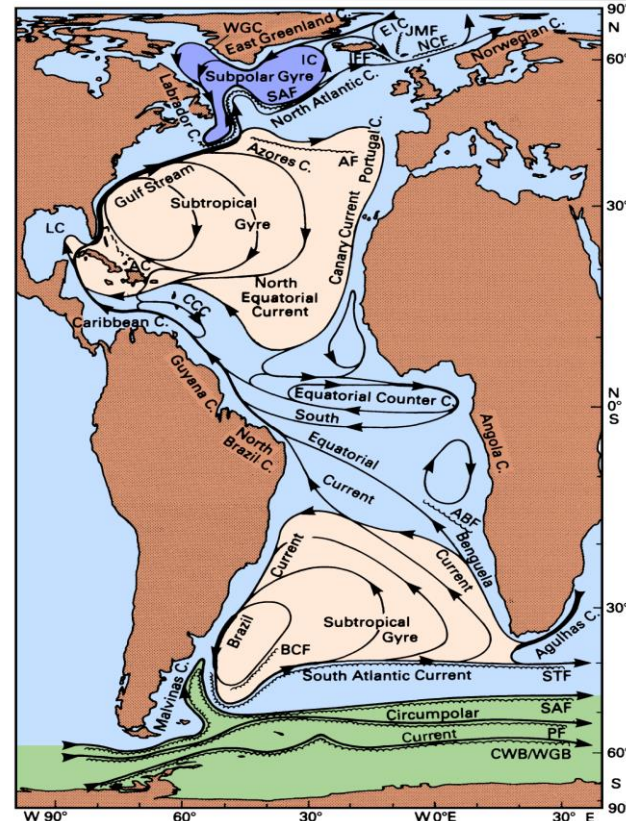 90°
N
WGC
East Greenland C.
EIC
JMF
NCF
Norwegian C.
60°
IC
IFF
Subpolar Gyre
SAF
North Atlantic C.
Labrador C.
Azores C.
AF
Portugal C.
Gulf Stream
Subtropical
Gyre
30°
LC
AC
Canary Current
North
Equatorial
Current
CCC
Caribbean C.
Guyana C.
Equatorial Counter C.
N
0°
S
South
North
Brazil C.
Equatorial
Current
Angola C.
ABF
Benguela
Current
Current
Brazil
Subtropical
Gyre
30°
Agulhas C.
BCF
South Atlantic Current
STF
Malvinas C.
SAF
Circumpolar
PF
Current
CWB/WGB
60°
S
90°
W 90°
60°
30°
W 0°E
30°
E